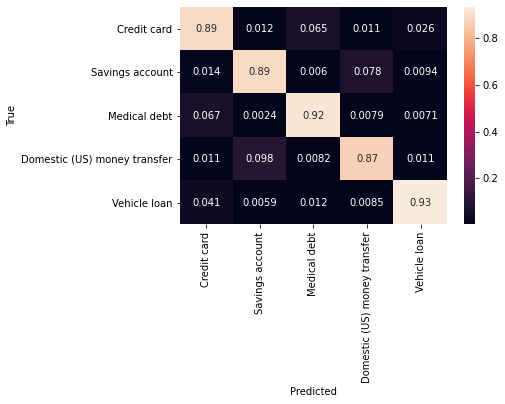 Credit card 0.89 0.012 0.065 0.011 0.026
Savings account 0.014 0.89 0.006 0.078 0.0094
Medical debt 0.067 0.0024 0.92 0.0079 0.0071
Domestic (US) money transfer 0.011 0.098 0.0082 0.87 0.011
Vehicle loan 0.041 0.0059 0.012 0.0085 0.93
True
Credit card
Savings account
Medical debt
Domestic (US) money transfer
Vehicle loan
Predicted
0.8
0.6
0.4
0.2